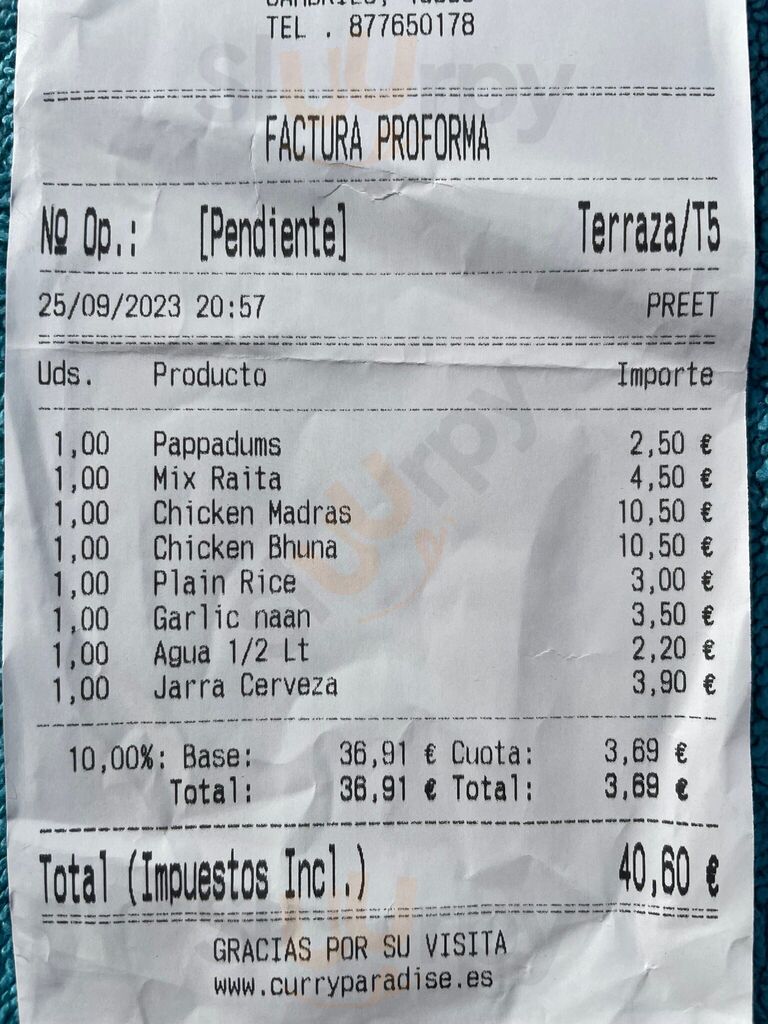 TEL . 877650178
FACTURA PROFORMA
Nº Op.: [Pendiente] Terraza/T5
25/09/2023 20:57 PREET
Uds. Producto Importe
1,00 Pappadums 2,50 €
1,00 Mix Raita 4,50 €
1,00 Chicken Madras 10,50 €
1,00 Chicken Bhuna 10,50 €
1,00 Plain Rice 3,00 €
1,00 Garlic naan 3,50 €
1,00 Agua 1/2 Lt 2,20 €
1,00 Jarra Cerveza 3,90 €
10,00%: Base: 36,91 € Cuota: 3,69 €
Total: 36,91 € Total: 3,69 €
Total (Impuestos Incl.) 40,60 €
GRACIAS POR SU VISITA
www.curryparadise.es